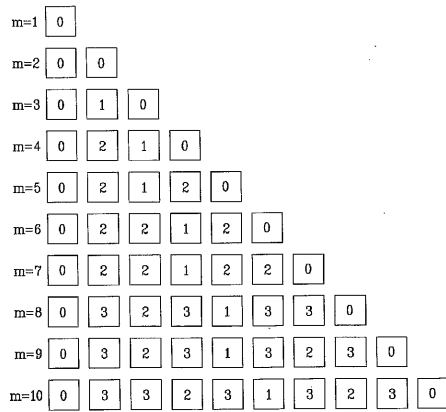 m=1 0
m=2 0 0
m=3 0 1 0
m=4 0 2 1 0
m=5 0 2 1 2 0
m=6 0 2 2 1 2 0
m=7 0 2 2 1 2 2 0
m=8 0 3 2 3 1 3 3 0
m=9 0 3 2 3 1 3 2 3 0
m=10 0 3 3 2 3 1 3 2 3 0